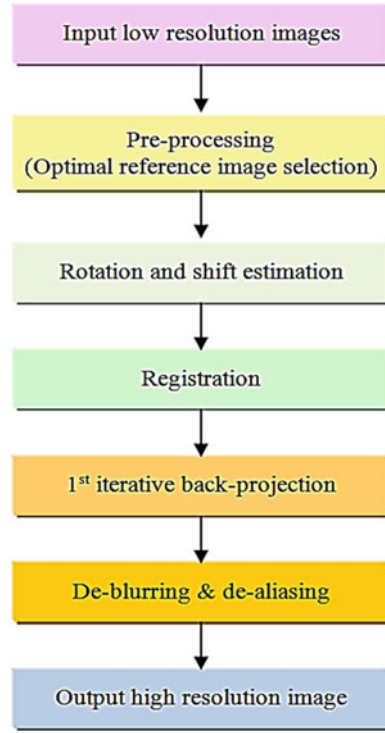 Input low resolution images
Pre-processing
(Optimal reference image selection)
Rotation and shift estimation
Registration
1st iterative back-projection
De-blurring & de-aliasing
Output high resolution image